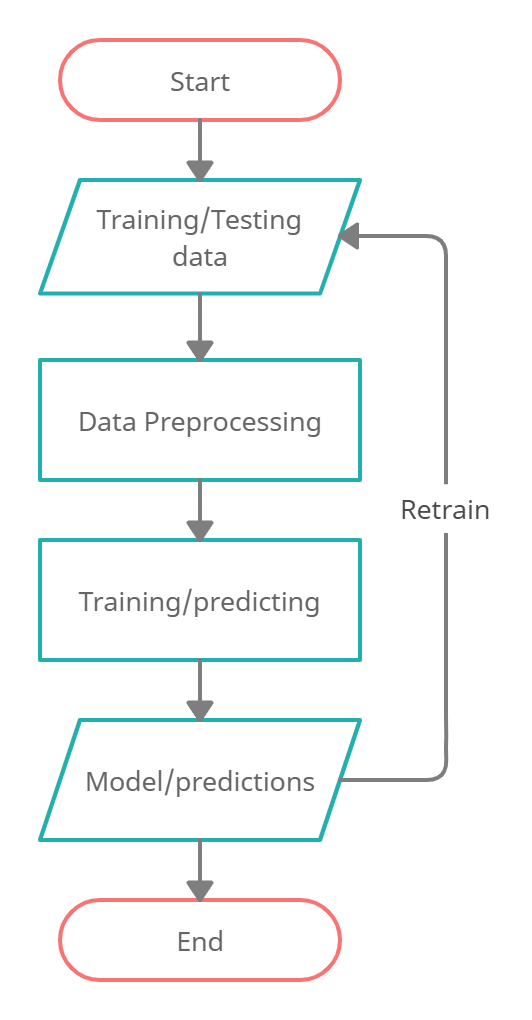 Start
Training/Testing
data
Data Preprocessing
Retrain
Training/predicting
Model/predictions
End